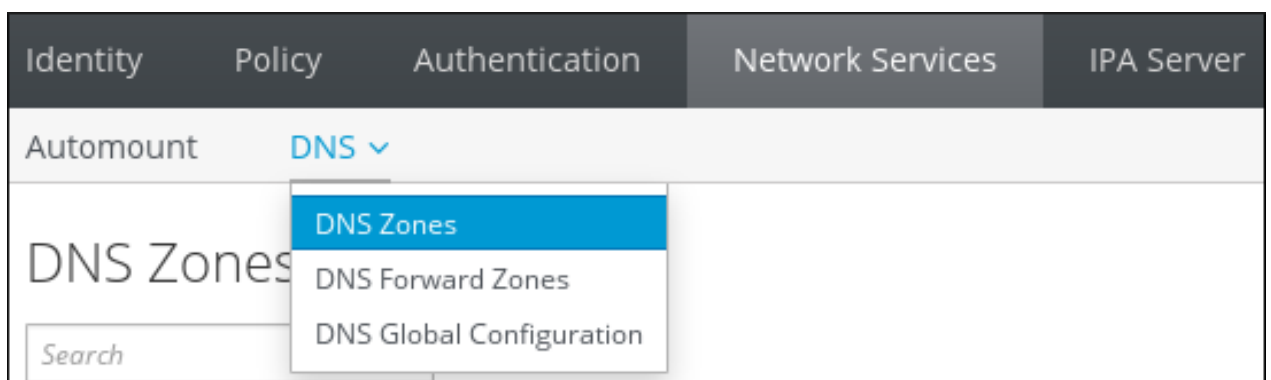 Identity Policy Authentication Network Services IPA Server
Automount DNS
DNS Zones
DNS Zones
DNS Forward Zones
DNS Global Configuration
Search